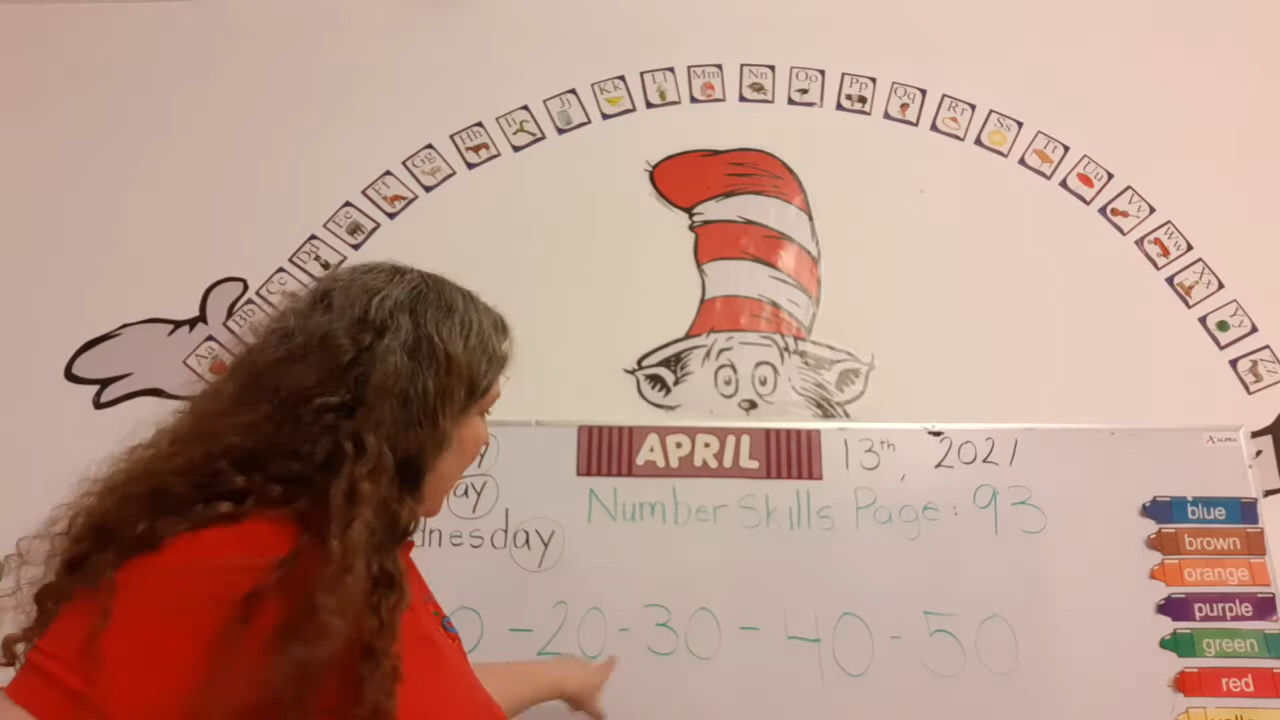 Aa
Bb
Cc
Dd
Ee
Ff
Gg
Hh
Ii
Jj
Kk
Ll
Mm
Nn
Oo
Pp
Qq
Rr
Ss
Tt
Uu
Vv
Ww
Xx
Yy
Zz
APRIL 13th, 2021
Number Skills Page: 93
ay
dnesday
0 - 20 - 30 - 40 - 50
blue
brown
orange
purple
green
red